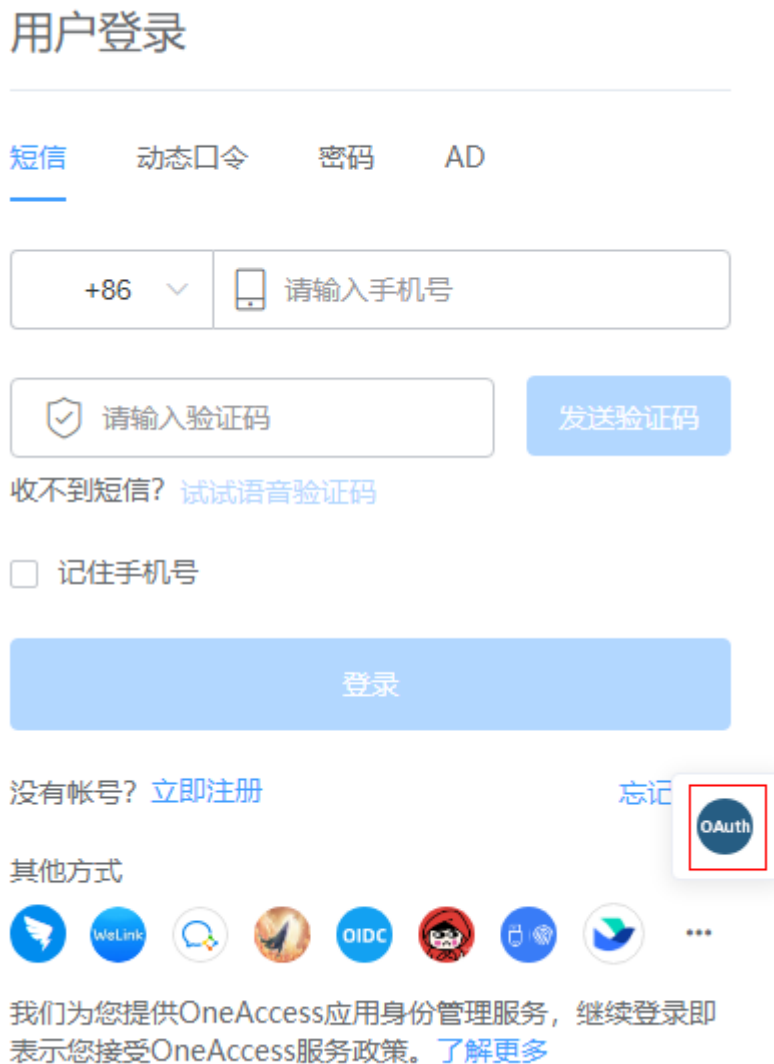 用户登录
短信 动态口令 密码 AD
+86 请输入手机号
请输入验证码 发送验证码
收不到短信? 试试语音验证码
记住手机号
登录
没有帐号? 立即注册 忘记
OAuth
其他方式
WeLink OIDC
我们为您提供OneAccess应用身份管理服务，继续登录即
表示您接受OneAccess服务政策。了解更多